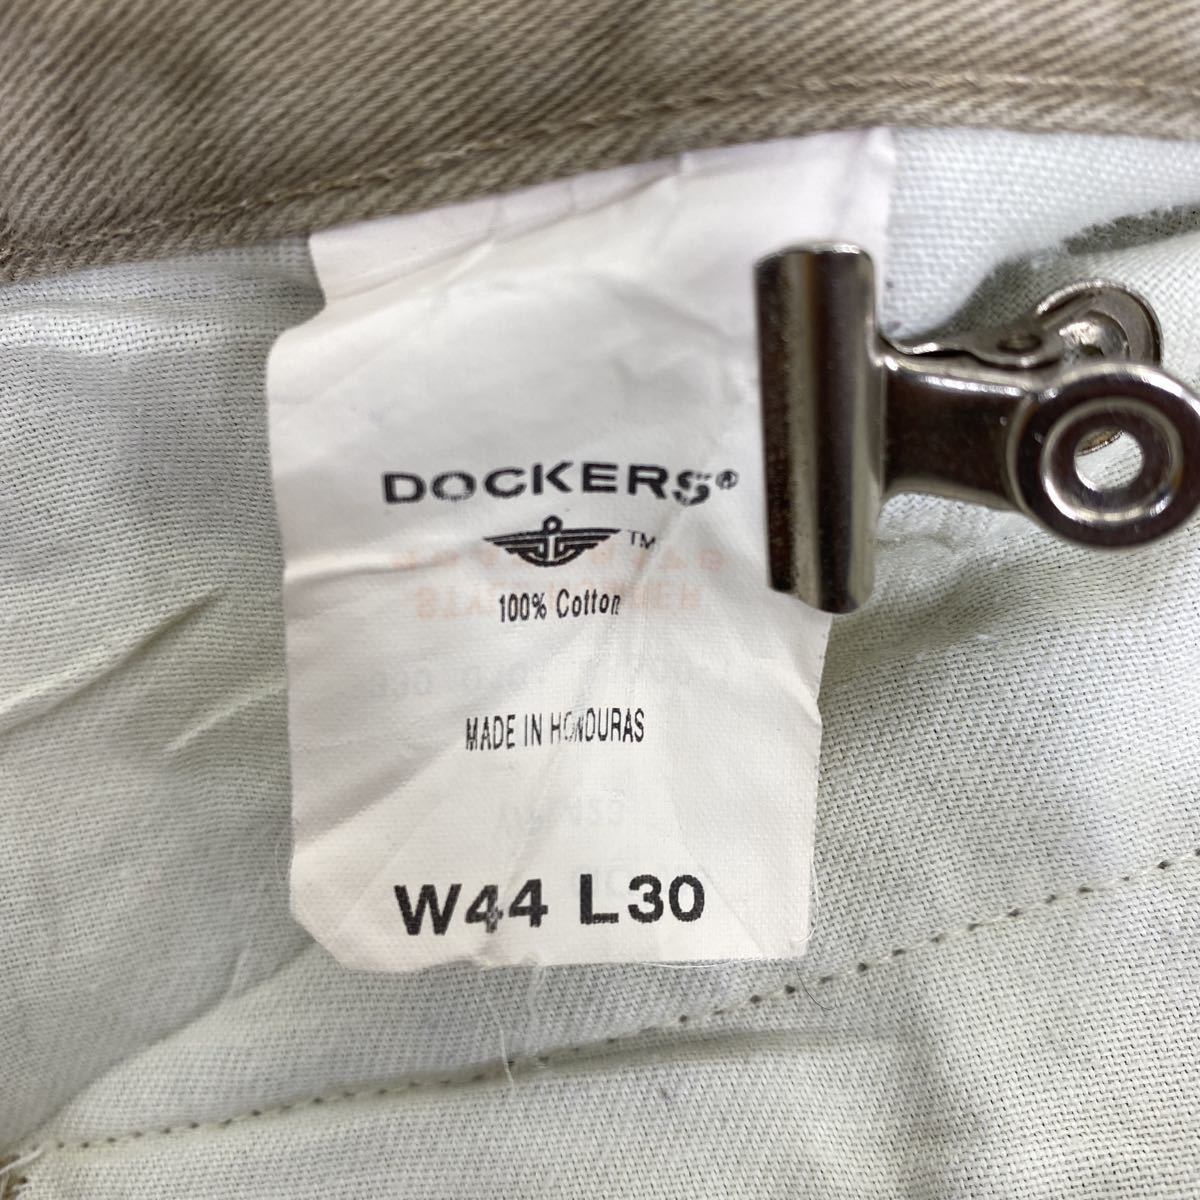 DOCKERS®
™
100% Cotton
MADE IN HONDURAS
W44 L30